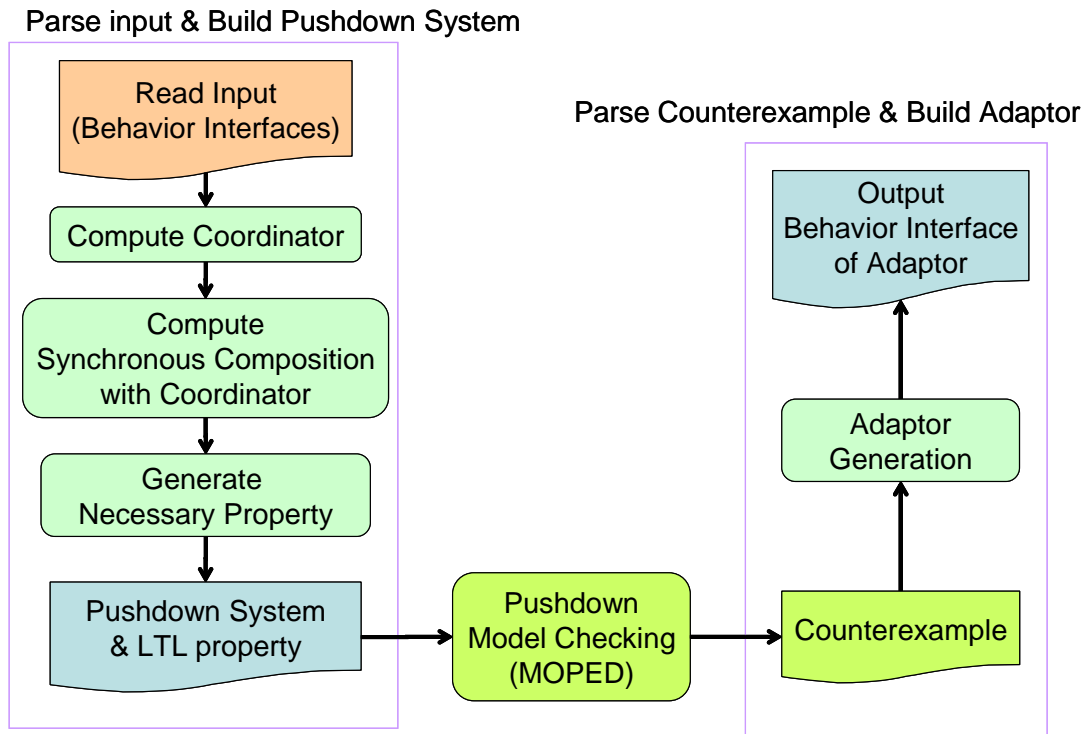 Parse input & Build Pushdown System
Read Input
(Behavior Interfaces)
Compute Coordinator
Compute
Synchronous Composition
with Coordinator
Generate
Necessary Property
Pushdown System
& LTL property
Pushdown
Model Checking
(MOPED)
Parse Counterexample & Build Adaptor
Output
Behavior Interface
of Adaptor
Adaptor
Generation
Counterexample